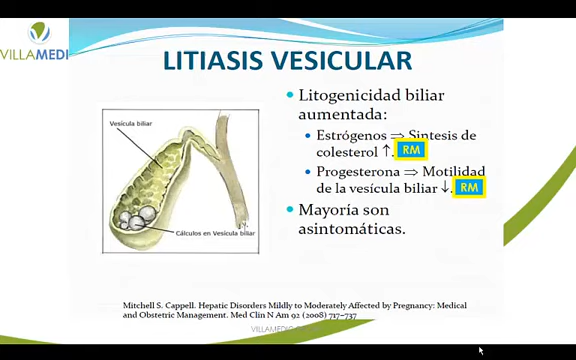 VILLAMEDI
LITIASIS VESICULAR
Vesícula biliar
Cálculos en Vesícula biliar
• Litogenicidad biliar
aumentada:
• Estrógenos ⇒ Síntesis de
colesterol ↑. RM
• Progesterona ⇒ Motilidad
de la vesícula biliar ↓. RM
• Mayoría son
asintomáticas.
Mitchell S. Cappell. Hepatic Disorders Mildly to Moderately Affected by Pregnancy: Medical
and Obstetric Management. Med Clin N Am 92 (2008) 717–737